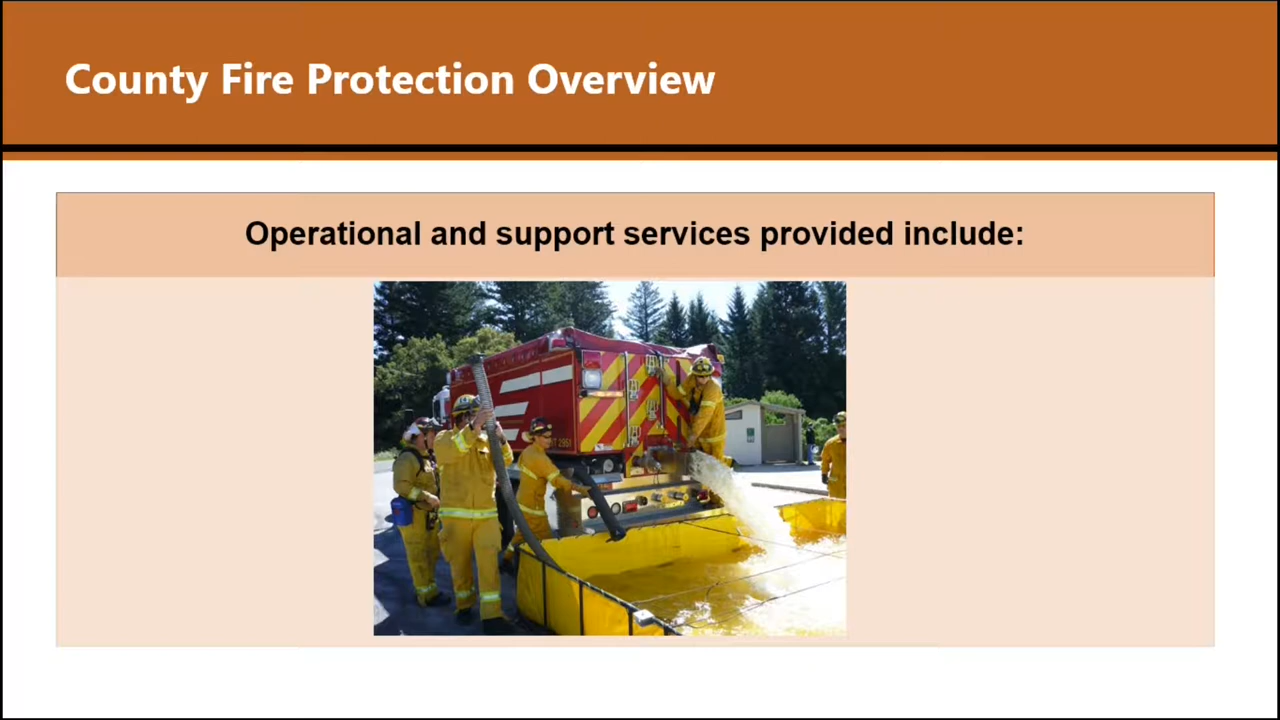 County Fire Protection Overview
Operational and support services provided include: